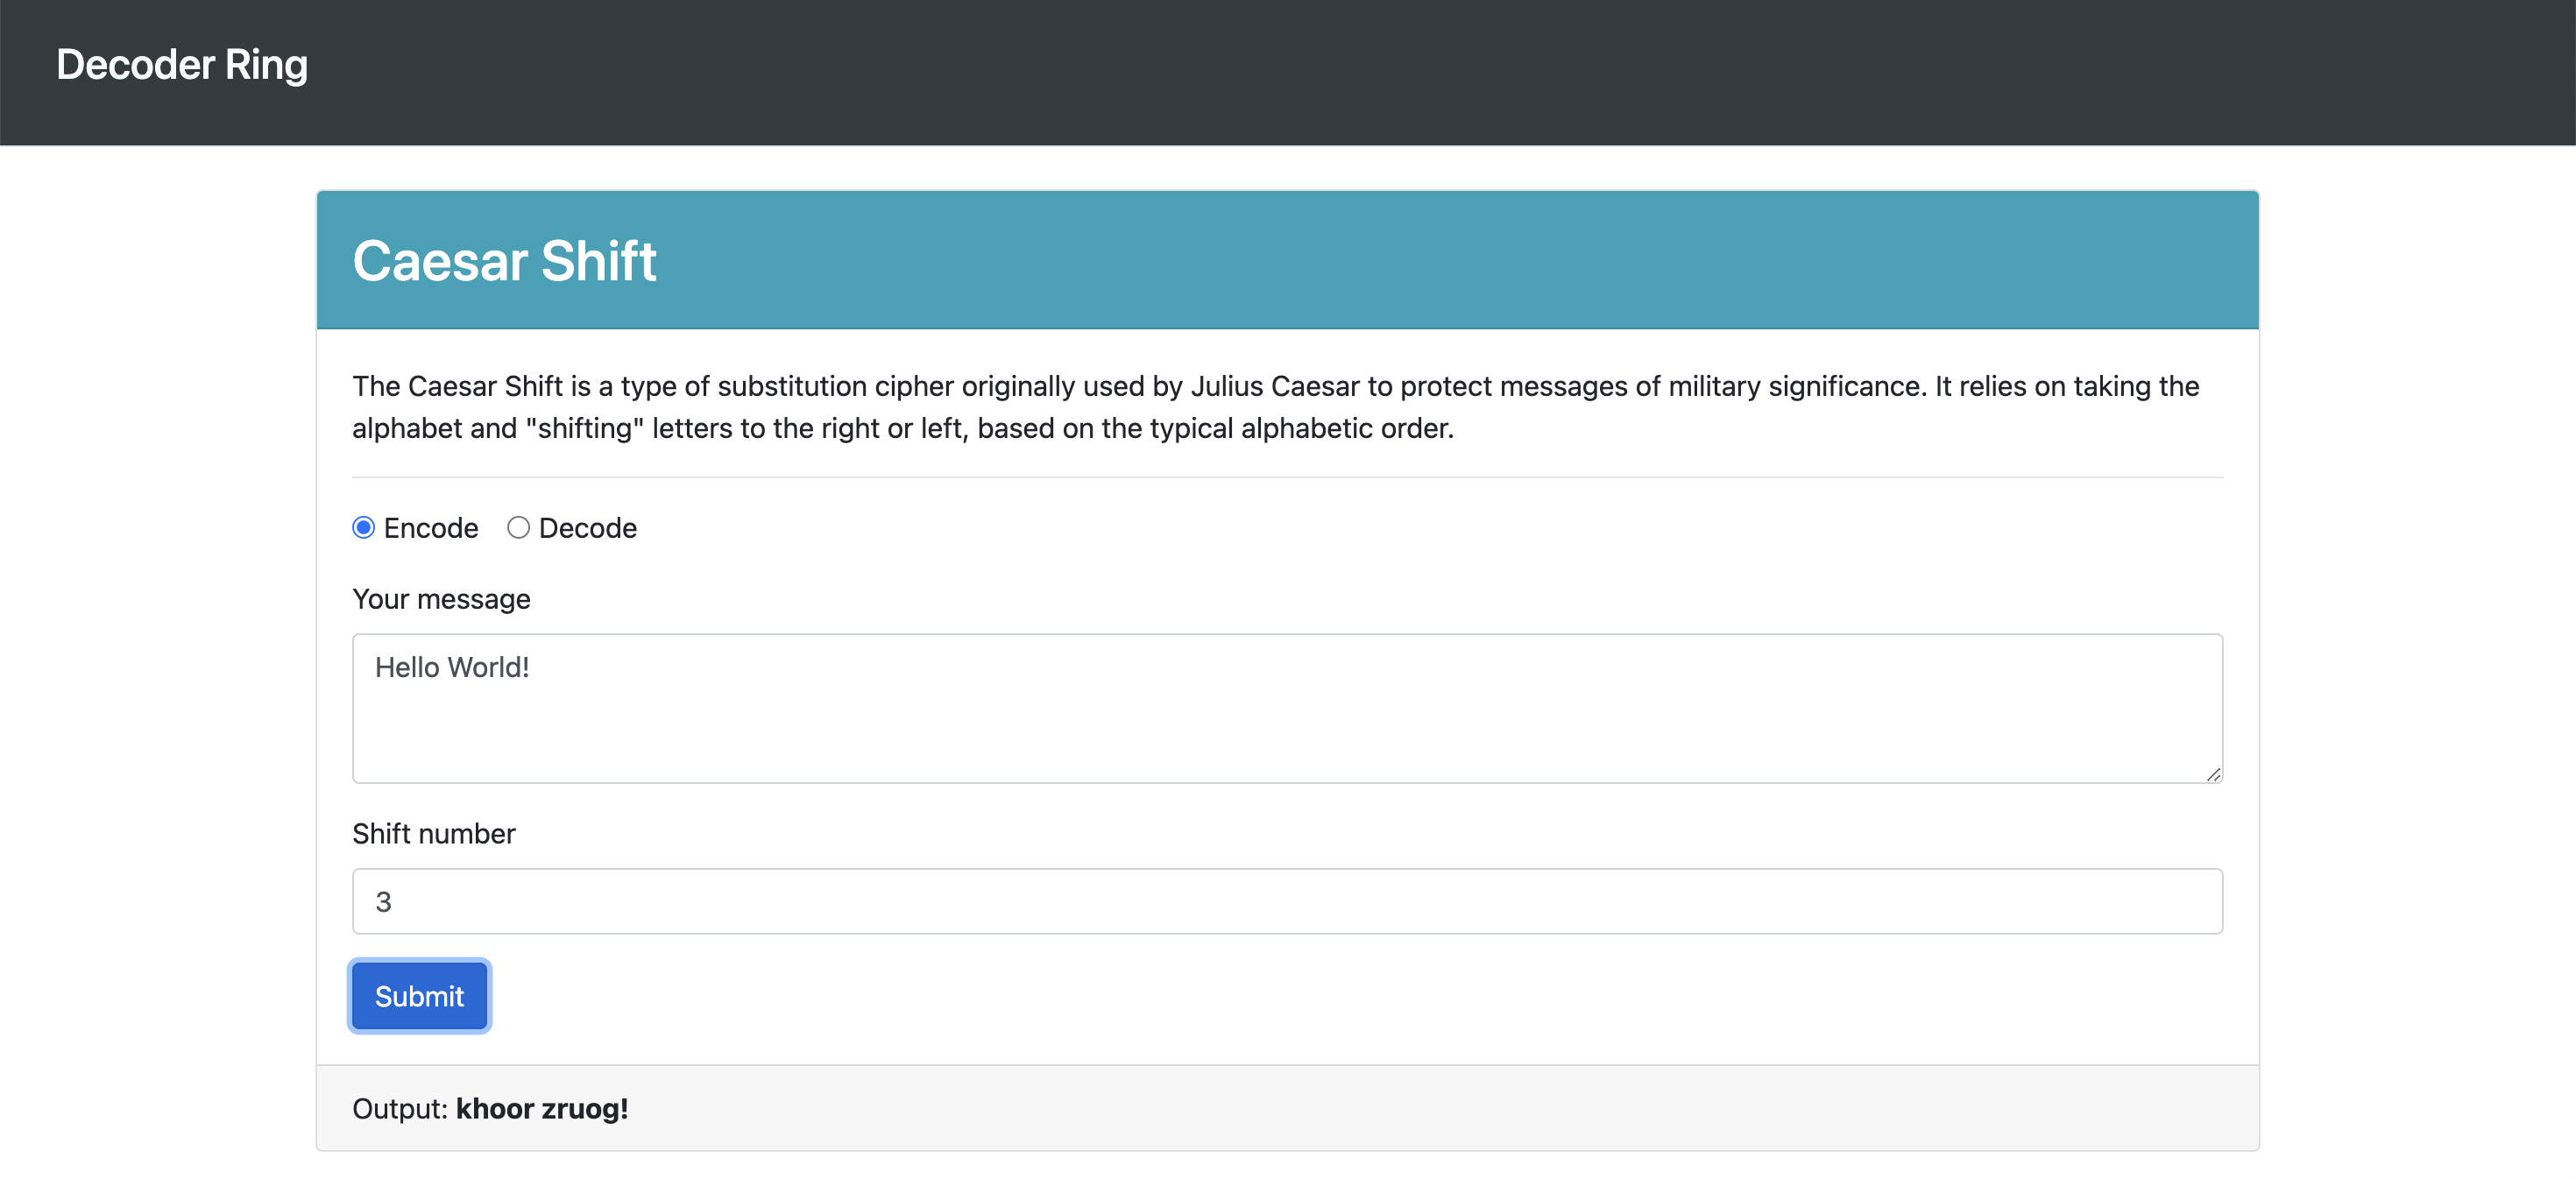 Decoder Ring
Caesar Shift
The Caesar Shift is a type of substitution cipher originally used by Julius Caesar to protect messages of military significance. It relies on taking the
alphabet and "shifting" letters to the right or left, based on the typical alphabetic order.
Encode Decode
Your message
Hello World!
Shift number
3
Submit
Output: khoor zruog!